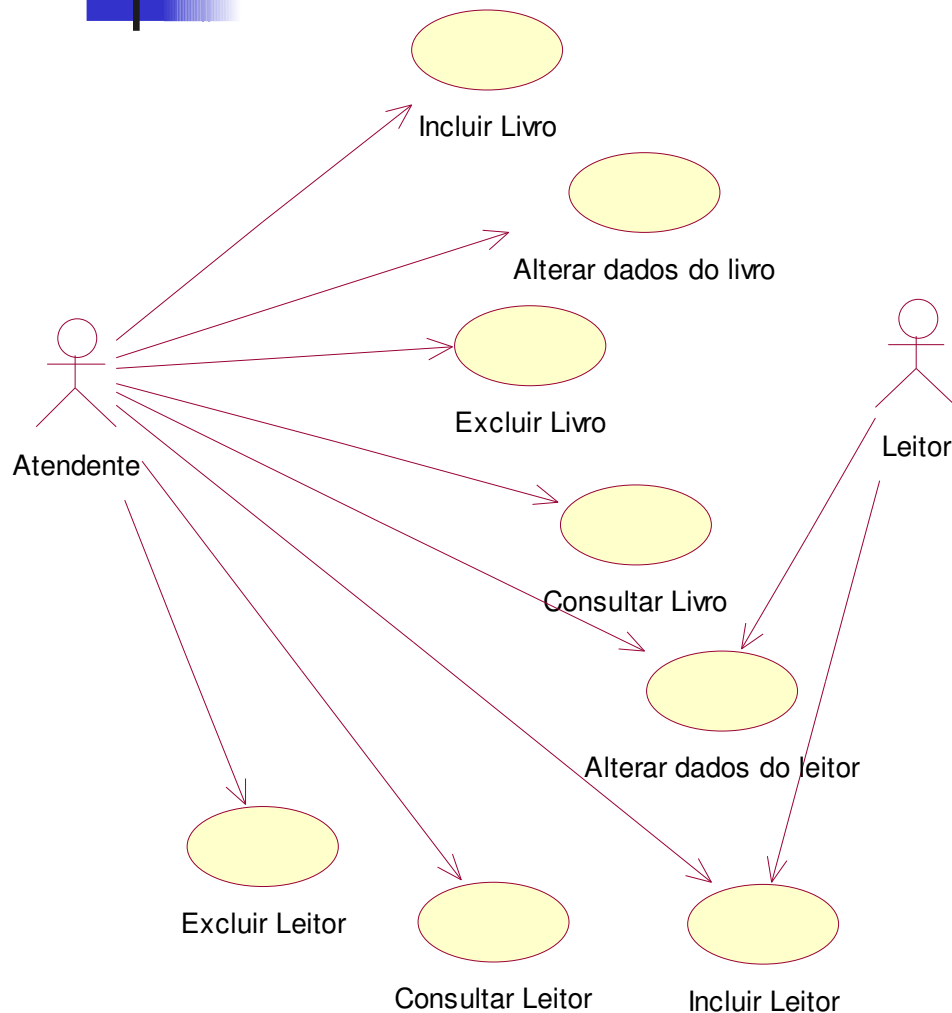 Incluir Livro
Alterar dados do livro
Excluir Livro
Atendente
Leitor
Consultar Livro
Alterar dados do leitor
Excluir Leitor
Consultar Leitor
Incluir Leitor